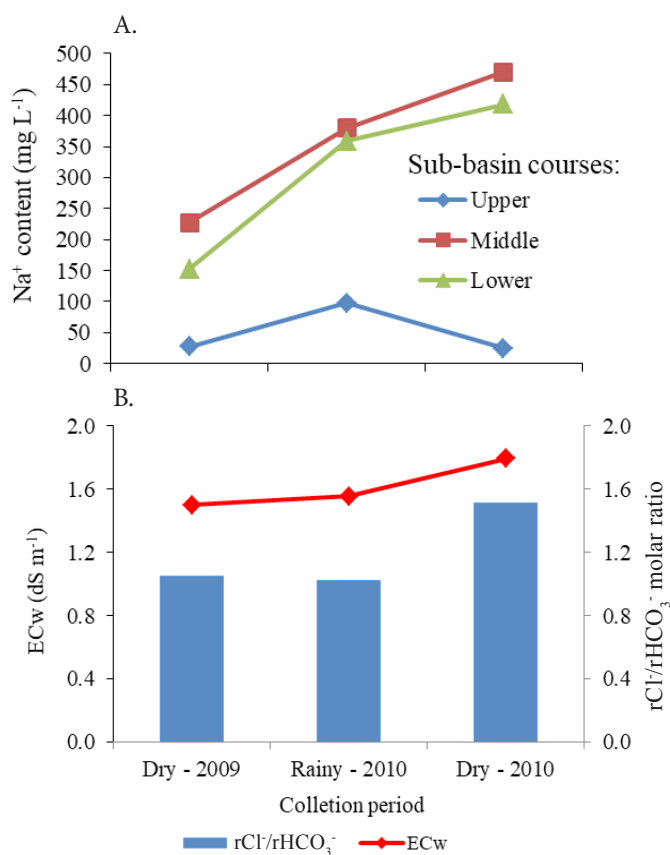 A.
500
450
400
350
300
250
200
150
100
50
0
Na⁺ content (mg L⁻¹)
Sub-basin courses:
Upper
Middle
Lower
B.
2.0
1.6
1.2
0.8
0.4
0.0
ECw (dS m⁻¹)
2.0
1.6
1.2
0.8
0.4
0.0
rCl⁻/rHCO₃⁻ molar ratio
Dry - 2009 Rainy - 2010 Dry - 2010
Colletion period
rCl⁻/rHCO₃⁻ ECw